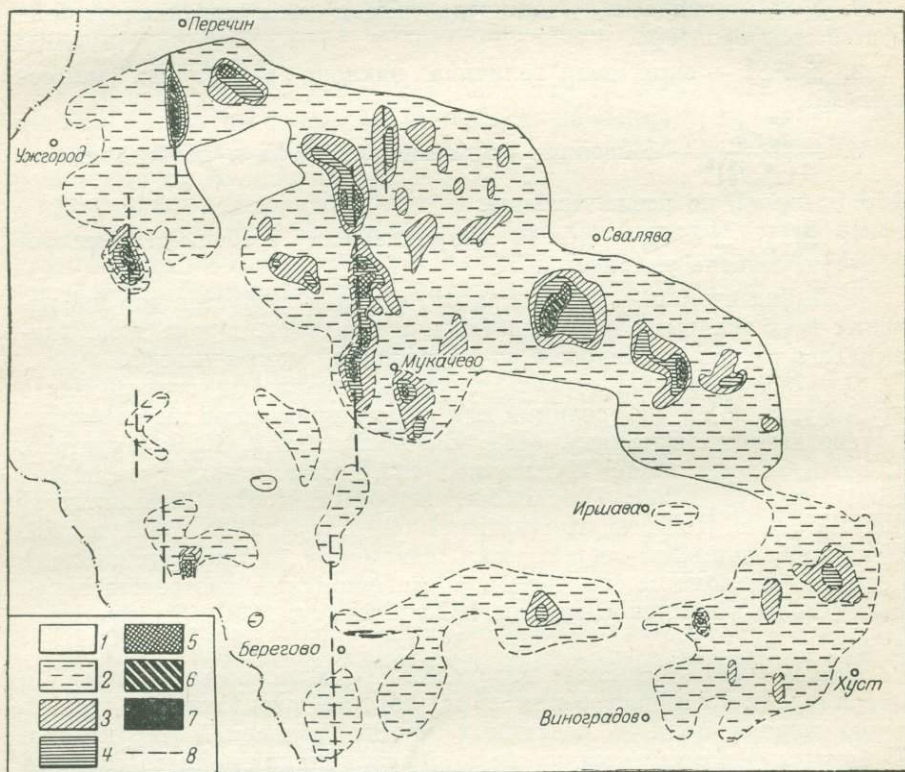 Перечин
Ужгород
Свалява
Мукачево
Иршава
Берегово
Хуст
Виноградов
1 5
2 6
3 7
4 8